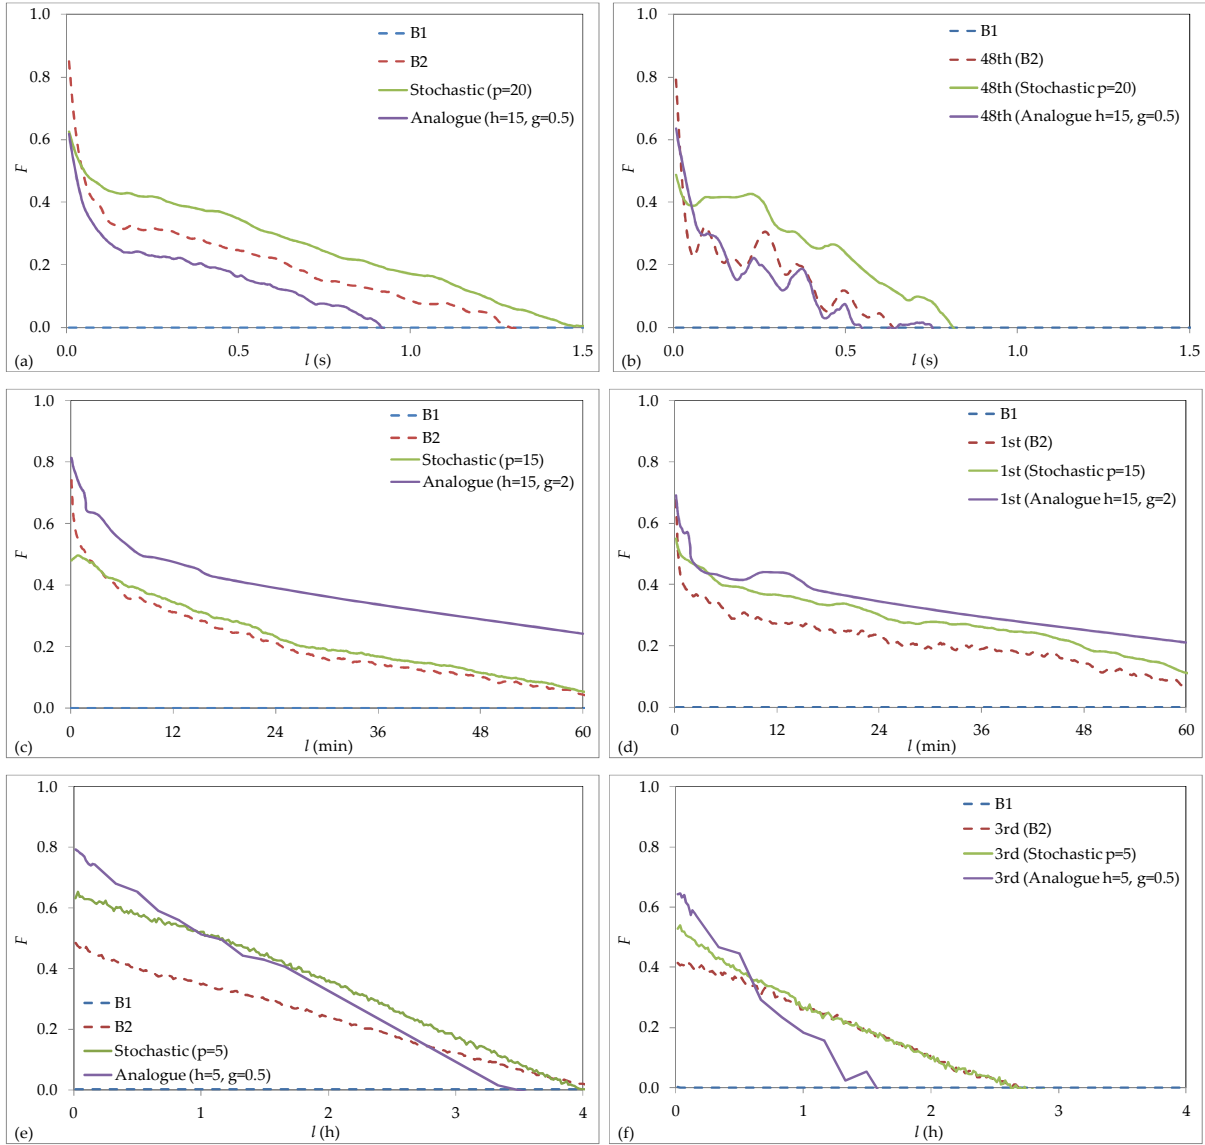 1.0
0.8
0.6
0.4
0.2
0.0
F
B1
B2
Stochastic (p=20)
Analogue (h=15, g=0.5)
0.0 0.5 1.0 1.5
(a) l (s)
1.0
0.8
0.6
0.4
0.2
0.0
F
B1
48th (B2)
48th (Stochastic p=20)
48th (Analogue h=15, g=0.5)
0.0 0.5 1.0 1.5
(b) l (s)
1.0
0.8
0.6
0.4
0.2
0.0
F
B1
B2
Stochastic (p=15)
Analogue (h=15, g=2)
0 12 24 36 48 60
(c) l (min)
1.0
0.8
0.6
0.4
0.2
0.0
F
B1
1st (B2)
1st (Stochastic p=15)
1st (Analogue h=15, g=2)
0 12 24 36 48 60
(d) l (min)
1.0
0.8
0.6
0.4
0.2
0.0
F
B1
B2
Stochastic (p=5)
Analogue (h=5, g=0.5)
0 1 2 3 4
(e) l (h)
1.0
0.8
0.6
0.4
0.2
0.0
F
B1
3rd (B2)
3rd (Stochastic p=5)
3rd (Analogue h=5, g=0.5)
0 1 2 3 4
(f) l (h)